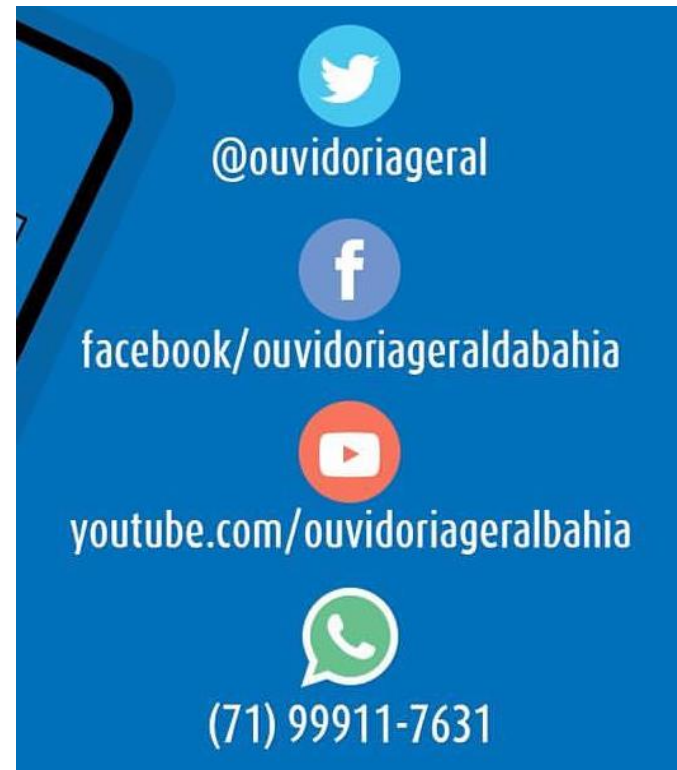 @ouvidoriageral
facebook/ouvidoriageraldabahia
youtube.com/ouvidoriageralbahia
(71) 99911-7631